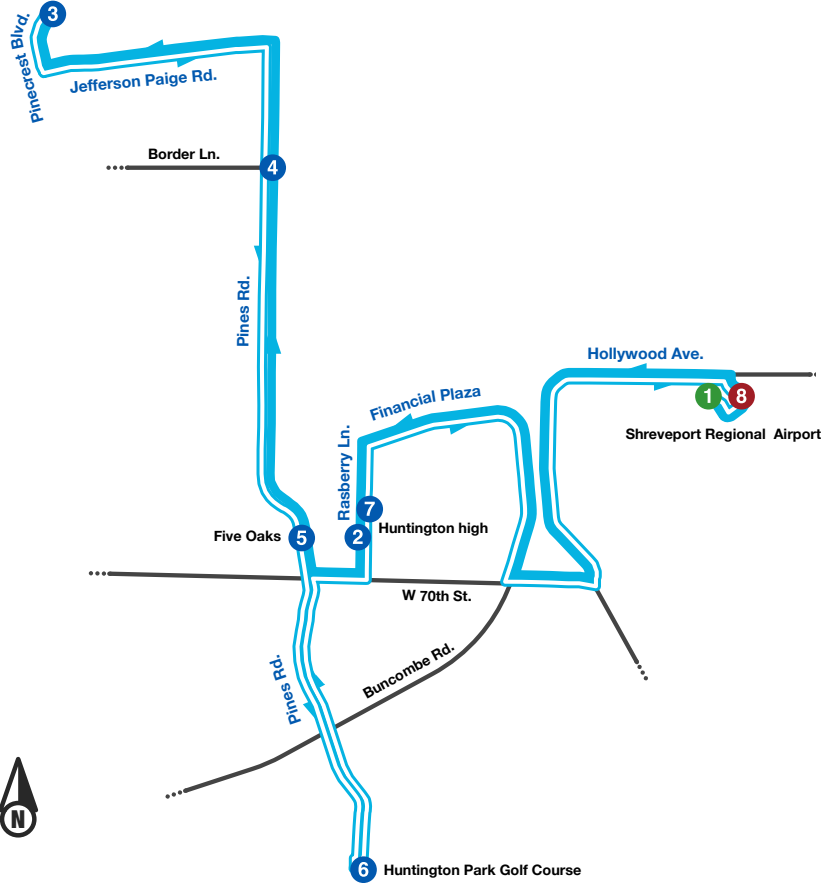 3
Pinecrest Blvd.
Jefferson Paige Rd.
Border Ln.
4
Pines Rd.
Hollywood Ave.
Financial Plaza
1
8
Shreveport Regional Airport
Rasberry Ln.
7
Huntington high
Five Oaks
5
2
W 70th St.
Buncombe Rd.
Pines Rd.
N
6
Huntington Park Golf Course